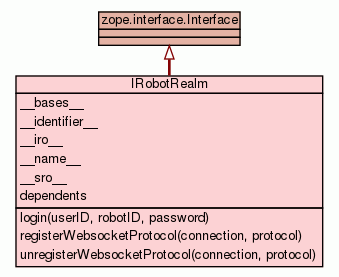 zope.interface.Interface
IRobotRealm
__bases__
__identifier__
__iro__
__name__
__sro__
dependents
login(userID, robotID, password)
registerWebsocketProtocol(connection, protocol)
unregisterWebsocketProtocol(connection, protocol)